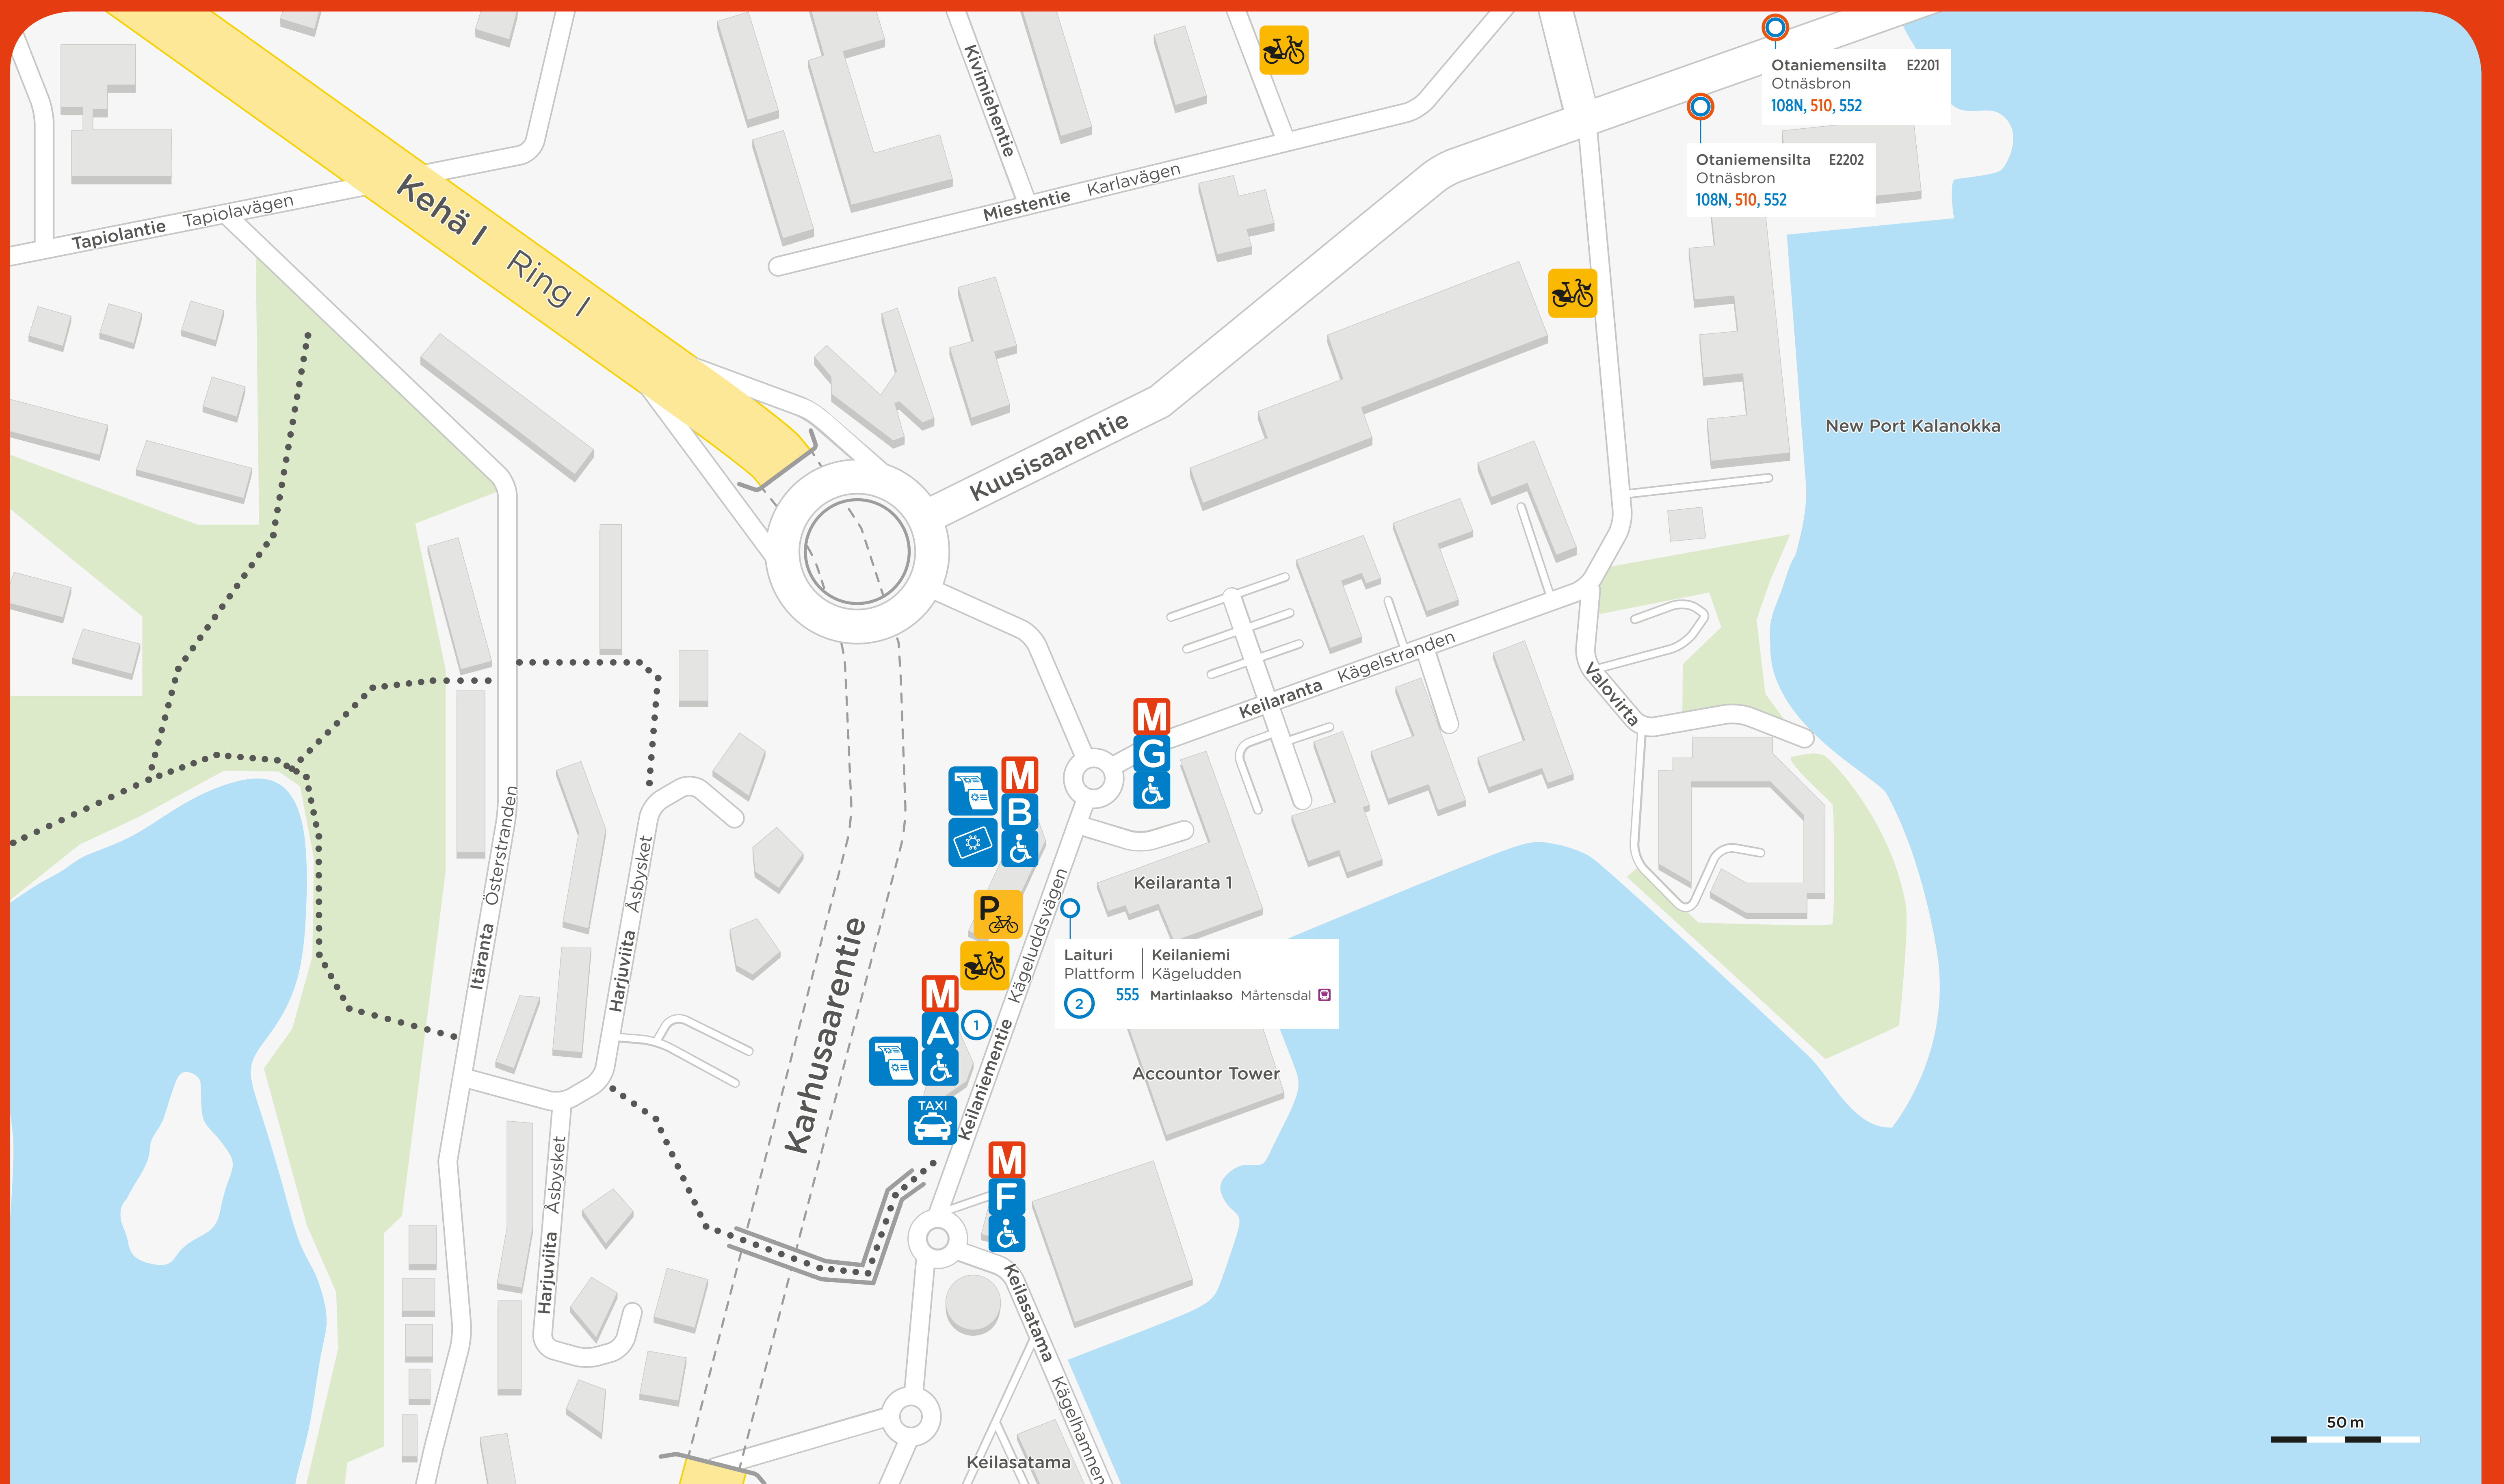 Otaniemensilta E2201
Otnäsbron
108N, 510, 552
Otaniemensilta E2202
Otnäsbron
108N, 510, 552
Kivimiehentie
Miestentie Karlavägen
Tapiolantie Tapiolavägen
Kehä I Ring I
Kuusisaarentie
New Port Kalanokka
Keilaranta Kägelstranden
Valovirta
M
G
M
B
Itäranta Österstranden
Harjuviita Åsbysket
Karhusaarentie
Keilaranta 1
P
Keilaniementie Kägeluddsvägen
Laituri Keilaniemi
Plattform Kägeludden
2 555 Martinlaakso Mårtensdal
M
A 1
TAXI
Accountor Tower
M
F
Harjuviita Åsbysket
Keilasatama Kägelhamnen
Keilasatama
50 m